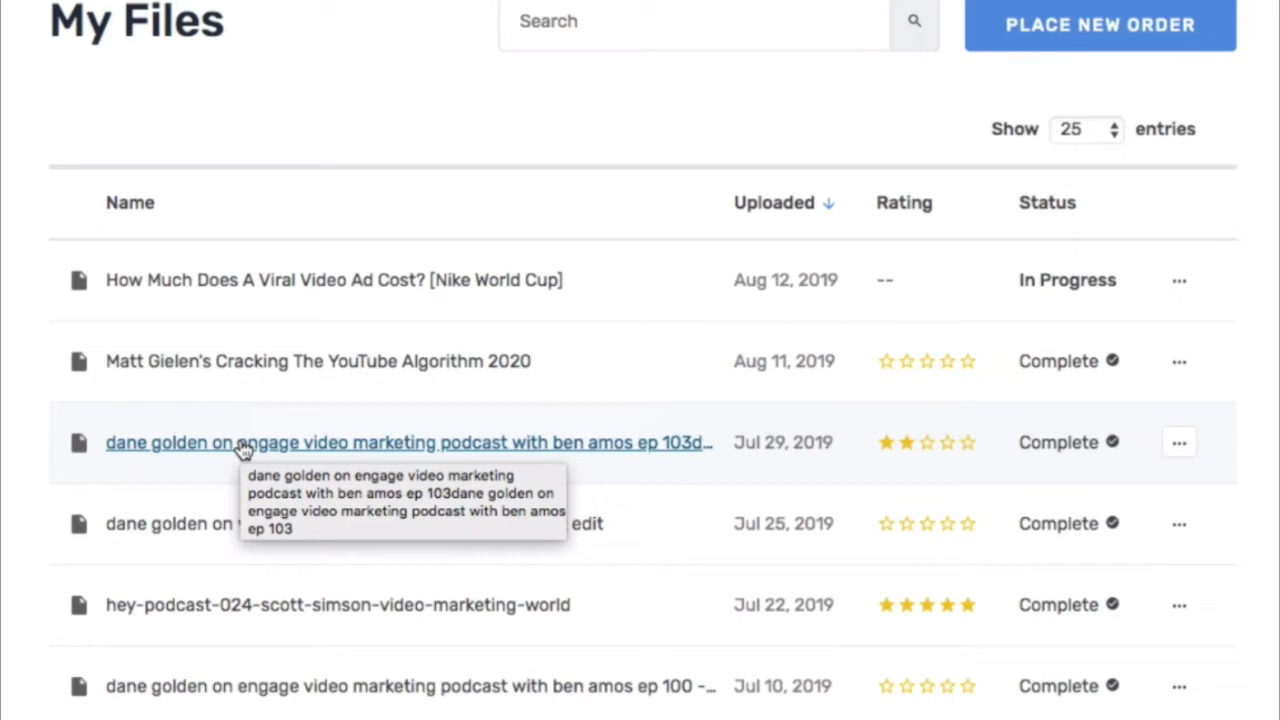 My Files
Search
PLACE NEW ORDER
Show 25 entries
Name Uploaded ↓ Rating Status
How Much Does A Viral Video Ad Cost? [Nike World Cup] Aug 12, 2019 -- In Progress ...
Matt Gielen's Cracking The YouTube Algorithm 2020 Aug 11, 2019 Complete ...
dane golden on engage video marketing podcast with ben amos ep 103d... Jul 29, 2019 Complete ...
dane golden on engage video marketing
podcast with ben amos ep 103dane golden on
engage video marketing podcast with ben amos
ep 103
dane golden on edit Jul 25, 2019 Complete ...
hey-podcast-024-scott-simson-video-marketing-world Jul 22, 2019 Complete ...
dane golden on engage video marketing podcast with ben amos ep 100 -... Jul 10, 2019 Complete ...